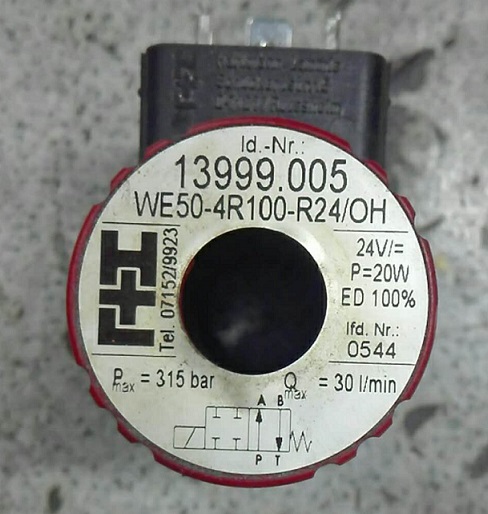 Id.-Nr.:
13999.005
WE50-4R100-R24/OH
H+L
Tel. 07152/9923
24V/=
P=20W
ED 100%
lfd. Nr.:
0544
Pmax = 315 bar
Qmax = 30 l/min
A B
P T